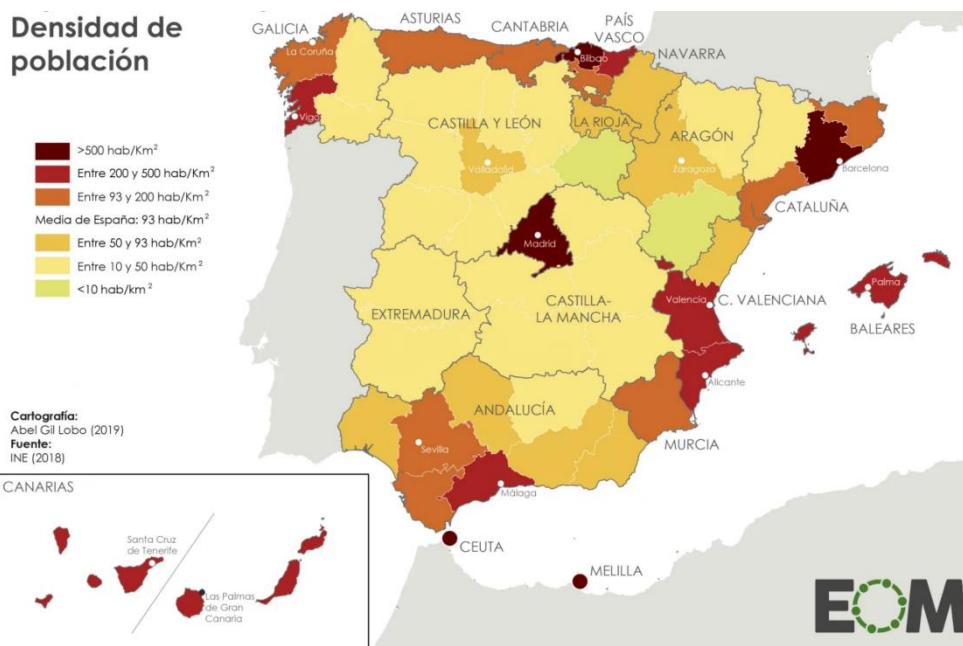 Densidad de
población
>500 hab/Km²
Entre 200 y 500 hab/Km²
Entre 93 y 200 hab/Km²
Media de España: 93 hab/Km²
Entre 50 y 93 hab/Km²
Entre 10 y 50 hab/Km²
<10 hab/km²
GALICIA
ASTURIAS
CANTABRIA
PAÍS
VASCO
NAVARRA
La Coruña
Bilbao
Vigo
CASTILLA Y LEÓN
LA RIOJA
ARAGÓN
Valladolid
Zaragoza
Barcelona
CATALUÑA
Madrid
Palma
BALEARES
EXTREMADURA
CASTILLA-
LA MANCHA
Valencia
C. VALENCIANA
Alicante
ANDALUCÍA
MURCIA
Sevilla
Málaga
CEUTA
MELILLA
Cartografía:
Abel Gil Lobo (2019)
Fuente:
INE (2018)
CANARIAS
Santa Cruz
de Tenerife
Las Palmas
de Gran
Canaria
EOM